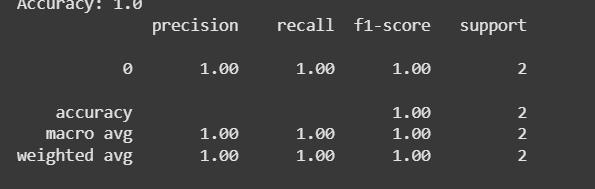 Accuracy: 1.0
precision recall f1-score support
0 1.00 1.00 1.00 2
accuracy 1.00 2
macro avg 1.00 1.00 1.00 2
weighted avg 1.00 1.00 1.00 2